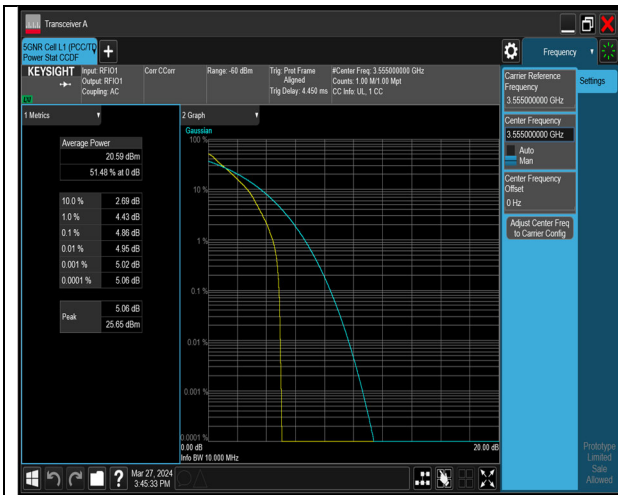 Transceiver A
5GNR Cell L1 (PCC/TD
Power Stat CCDF
Frequency
KEYSIGHT
Input: RFIO1
Output: RFIO1
Coupling: AC
Corr CCorr
Range: -60 dBm
Trig: Prot Frame
Aligned
Trig Delay: 4.450 ms
#Center Freq: 3.555000000 GHz
Counts: 1.00 M/1.00 Mpt
CC Info: UL, 1 CC
Carrier Reference
Frequency
3.555000000 GHz
Settings
Center Frequency
3.555000000 GHz
Auto
Man
Center Frequency
Offset
0 Hz
Adjust Center Freq
to Carrier Config
1 Metrics
Average Power
20.59 dBm
51.48 % at 0 dB
10.0 % 2.69 dB
1.0 % 4.43 dB
0.1 % 4.86 dB
0.01 % 4.95 dB
0.001 % 5.02 dB
0.0001 % 5.06 dB
Peak
5.06 dB
25.65 dBm
2 Graph
Gaussian
100 %
10 %
1 %
0.1 %
0.01 %
0.001 %
0.0001 %
0.00 dB
20.00 dB
Info BW 10.000 MHz
Mar 27, 2024
3:45:33 PM
?
Prototype
Limited
Sale
Allowed